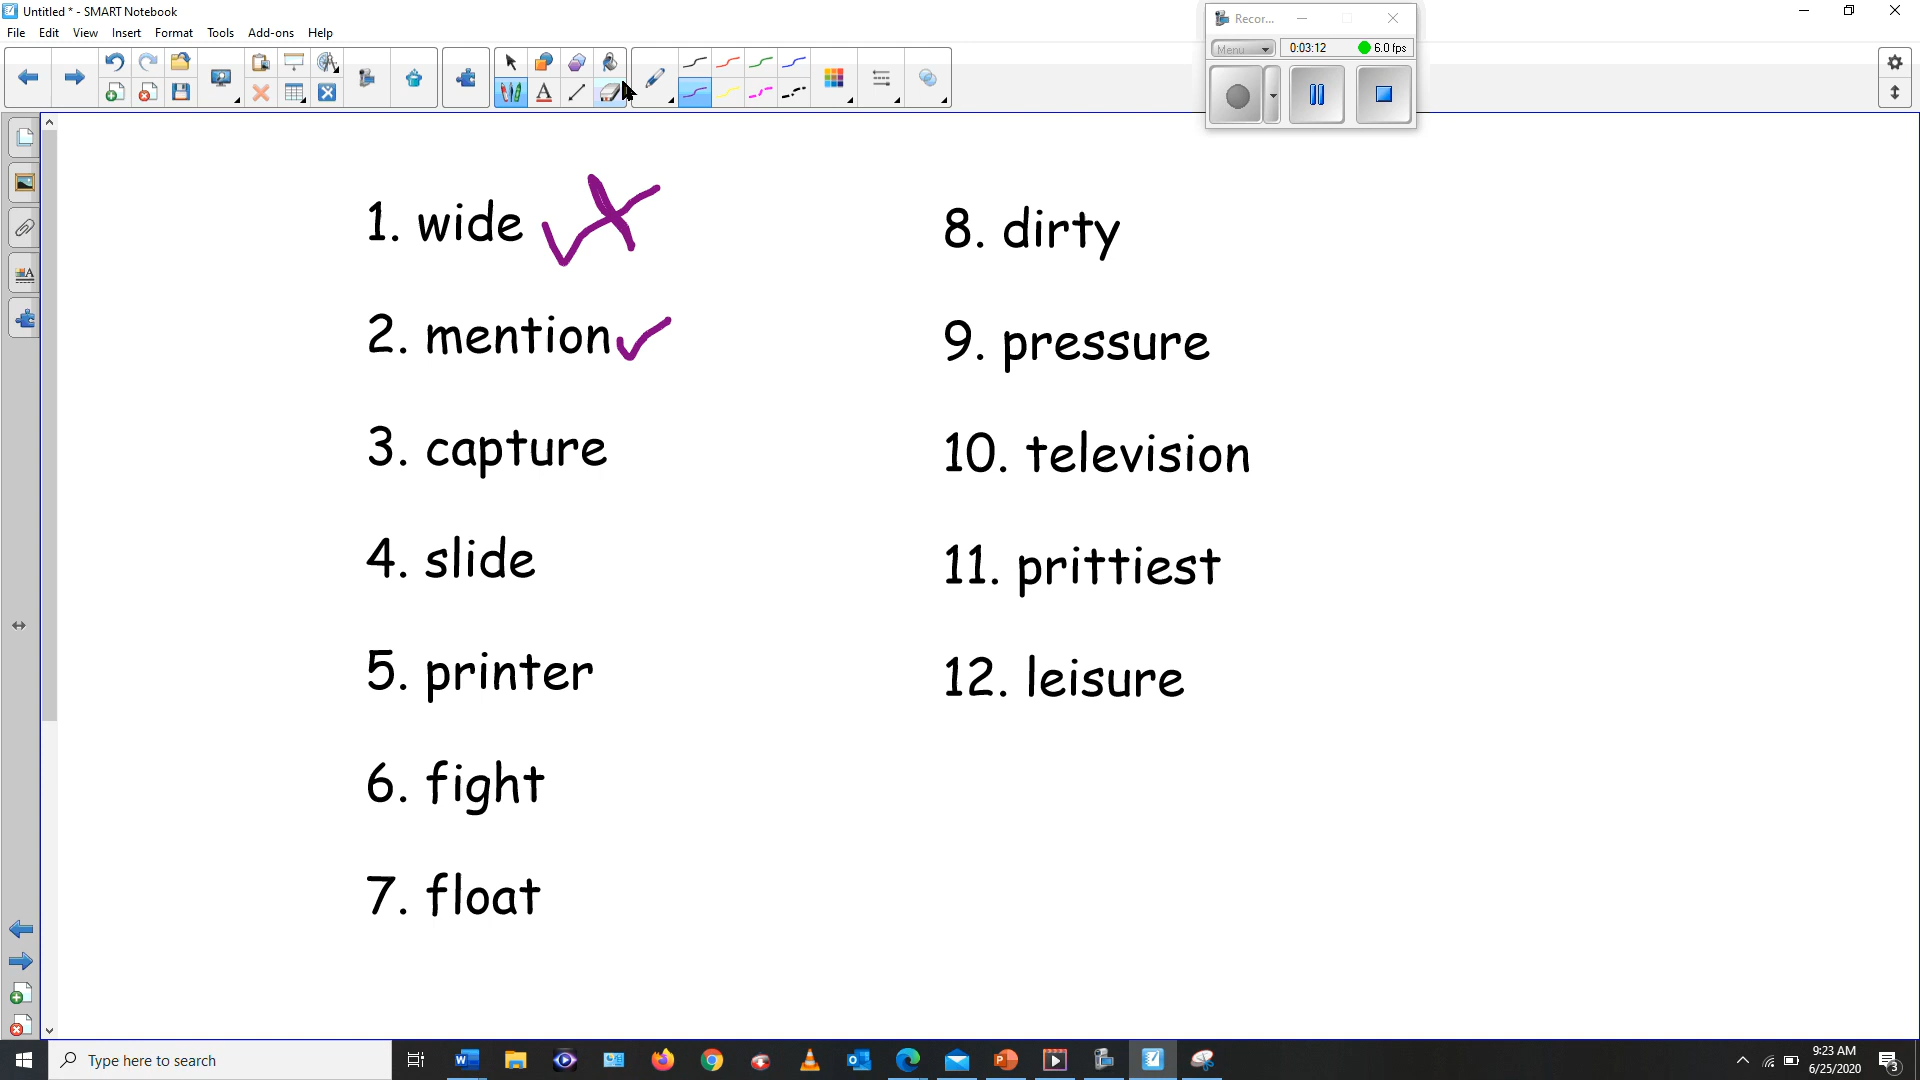 Untitled * - SMART Notebook
File Edit View Insert Format Tools Add-ons Help
Recor...
Menu
0:03:12
6.0 fps
1. wide
2. mention
3. capture
4. slide
5. printer
6. fight
7. float
8. dirty
9. pressure
10. television
11. prittiest
12. leisure
Type here to search
9:23 AM
6/25/2020
3